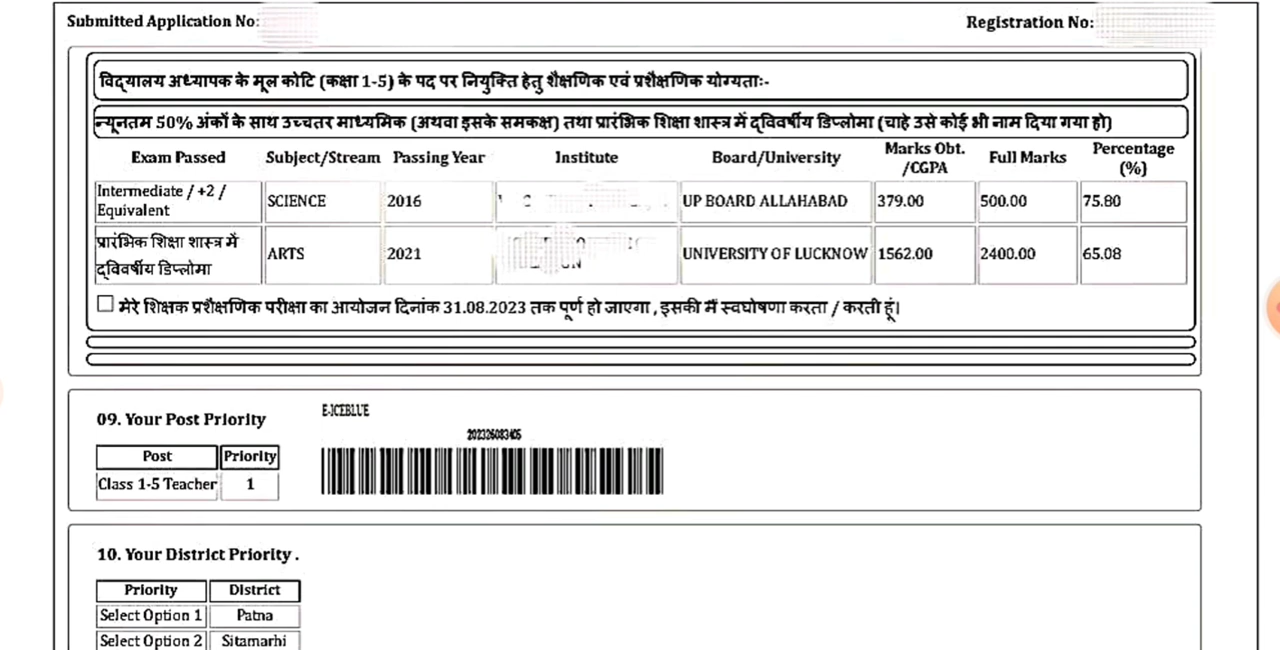 Submitted Application No:
Registration No:
विद्यालय अध्यापक के मूल कोटि (कक्षा 1-5) के पद पर नियुक्ति हेतु शैक्षणिक एवं प्रशैक्षणिक योग्यताः-
न्यूनतम 50% अंकों के साथ उच्चतर माध्यमिक (अथवा इसके समकक्ष) तथा प्रारंभिक शिक्षा शास्त्र में द्विवर्षीय डिप्लोमा (चाहे उसे कोई भी नाम दिया गया हो)
Exam Passed Subject/Stream Passing Year Institute Board/University Marks Obt. /CGPA Full Marks Percentage (%)
Intermediate / +2 / Equivalent SCIENCE 2016 UP BOARD ALLAHABAD 379.00 500.00 75.80
प्रारंभिक शिक्षा शास्त्र में द्विवर्षीय डिप्लोमा ARTS 2021 UNIVERSITY OF LUCKNOW 1562.00 2400.00 65.08
मेरे शिक्षक प्रशैक्षणिक परीक्षा का आयोजन दिनांक 31.08.2023 तक पूर्ण हो जाएगा , इसकी मैं स्वघोषणा करता / करती हूं।
09. Your Post Priority
E-ICEBLUE
202326083405
Post Priority
Class 1-5 Teacher 1
10. Your District Priority .
Priority District
Select Option 1 Patna
Select Option 2 Sitamarhi